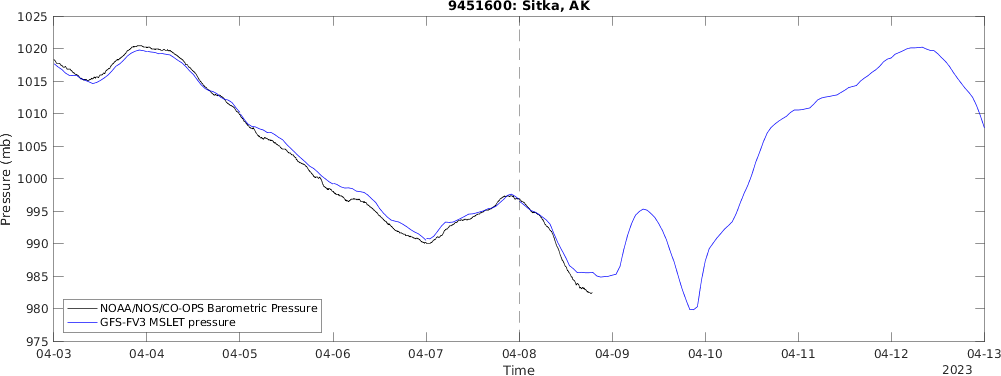 9451600: Sitka, AK
1025
1020
1015
1010
1005
1000
995
990
985
980
975
Pressure (mb)
NOAA/NOS/CO-OPS Barometric Pressure
GFS-FV3 MSLET pressure
04-03 04-04 04-05 04-06 04-07 04-08 04-09 04-10 04-11 04-12 04-13
Time
2023